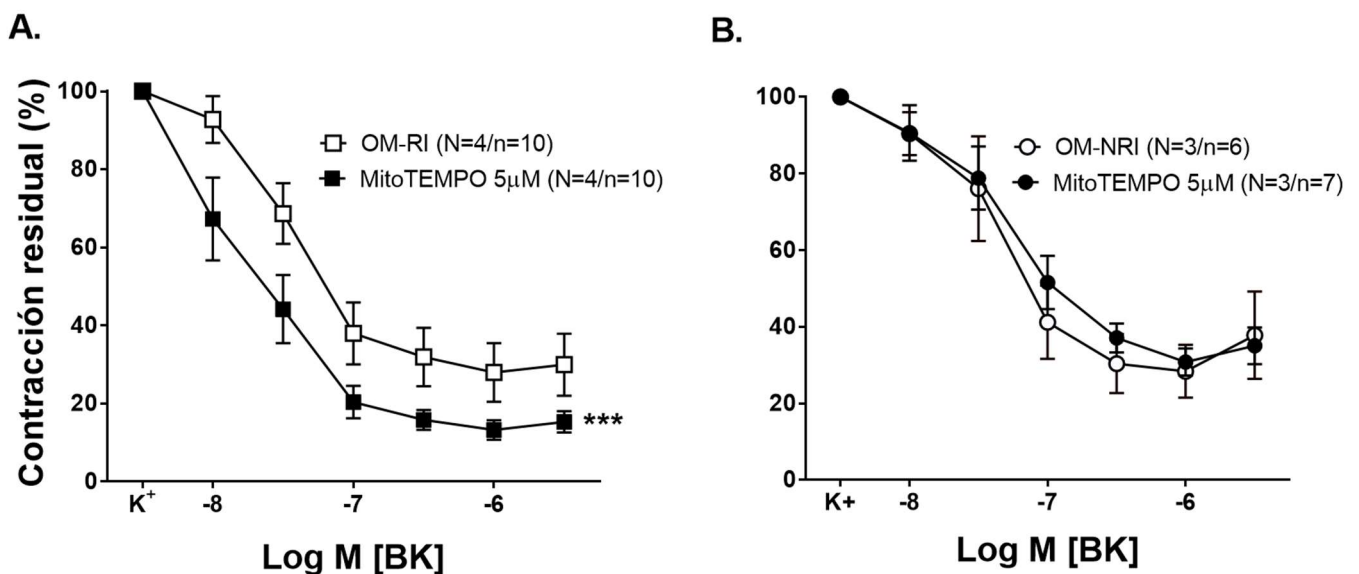 A.
Contracción residual (%)
100
80
60
40
20
0
OM-RI (N=4/n=10)
MitoTEMPO 5µM (N=4/n=10)
***
K⁺
-8
-7
-6
Log M [BK]
B.
100
80
60
40
20
0
OM-NRI (N=3/n=6)
MitoTEMPO 5µM (N=3/n=7)
K+
-8
-7
-6
Log M [BK]